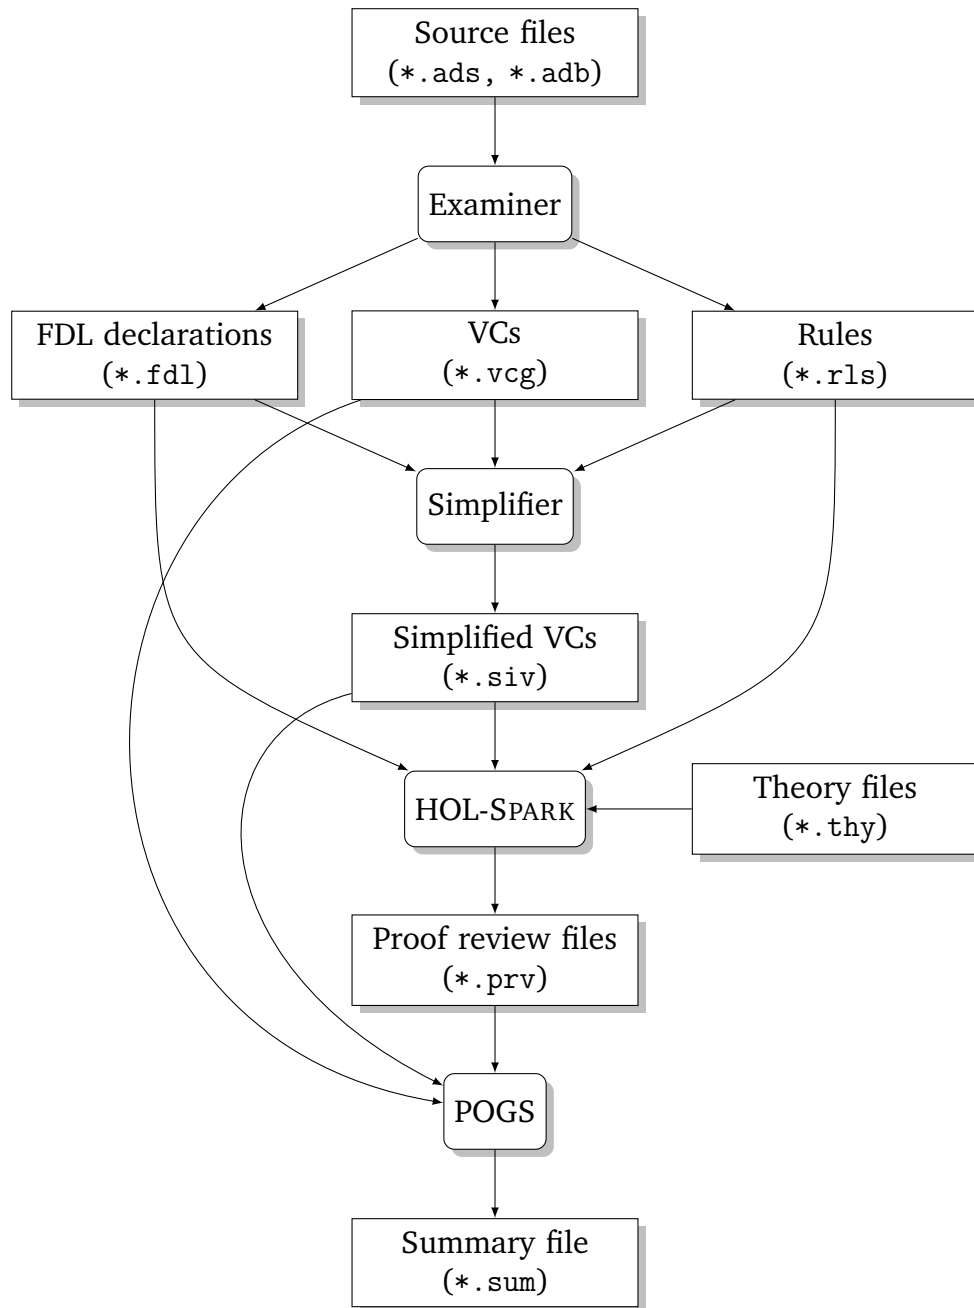 Source files
(*.ads, *.adb)
Examiner
FDL declarations
(*.fdl)
VCs
(*.vcg)
Rules
(*.rls)
Simplifier
Simplified VCs
(*.siv)
HOL-SPARK
Theory files
(*.thy)
Proof review files
(*.prv)
POGS
Summary file
(*.sum)